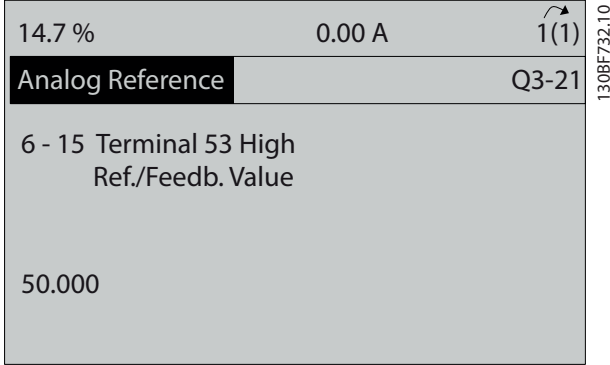 14.7 % 0.00 A 1(1)
Analog Reference Q3-21
6 - 15 Terminal 53 High
Ref./Feedb. Value
50.000
130BF732.10